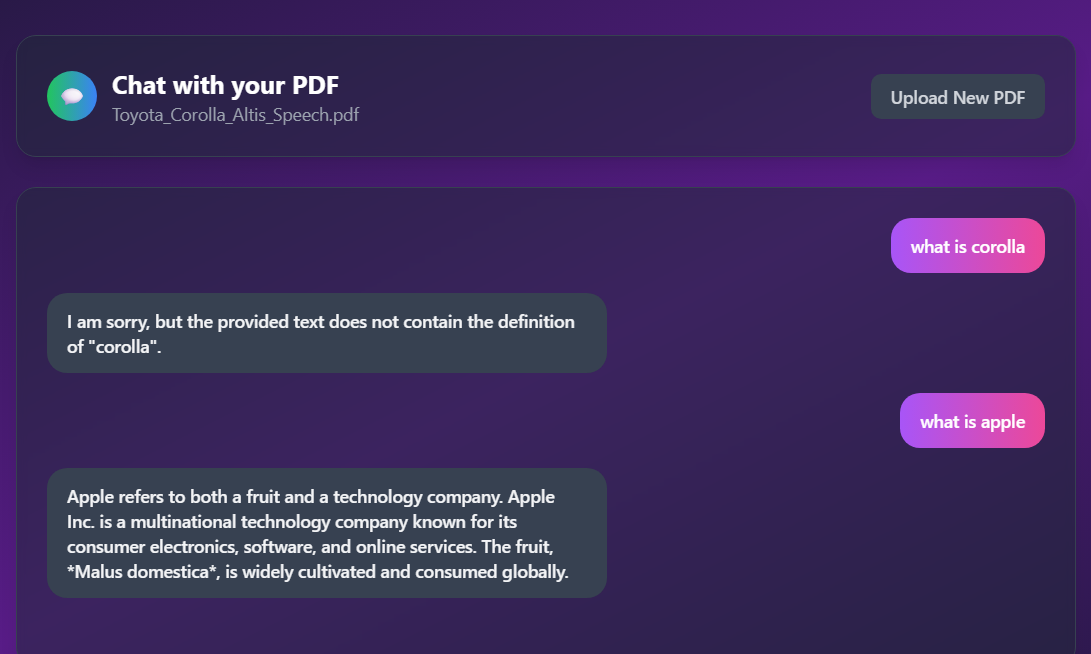 Chat with your PDF
Toyota_Corolla_Altis_Speech.pdf
Upload New PDF
what is corolla
I am sorry, but the provided text does not contain the definition
of "corolla".
what is apple
Apple refers to both a fruit and a technology company. Apple
Inc. is a multinational technology company known for its
consumer electronics, software, and online services. The fruit,
*Malus domestica*, is widely cultivated and consumed globally.